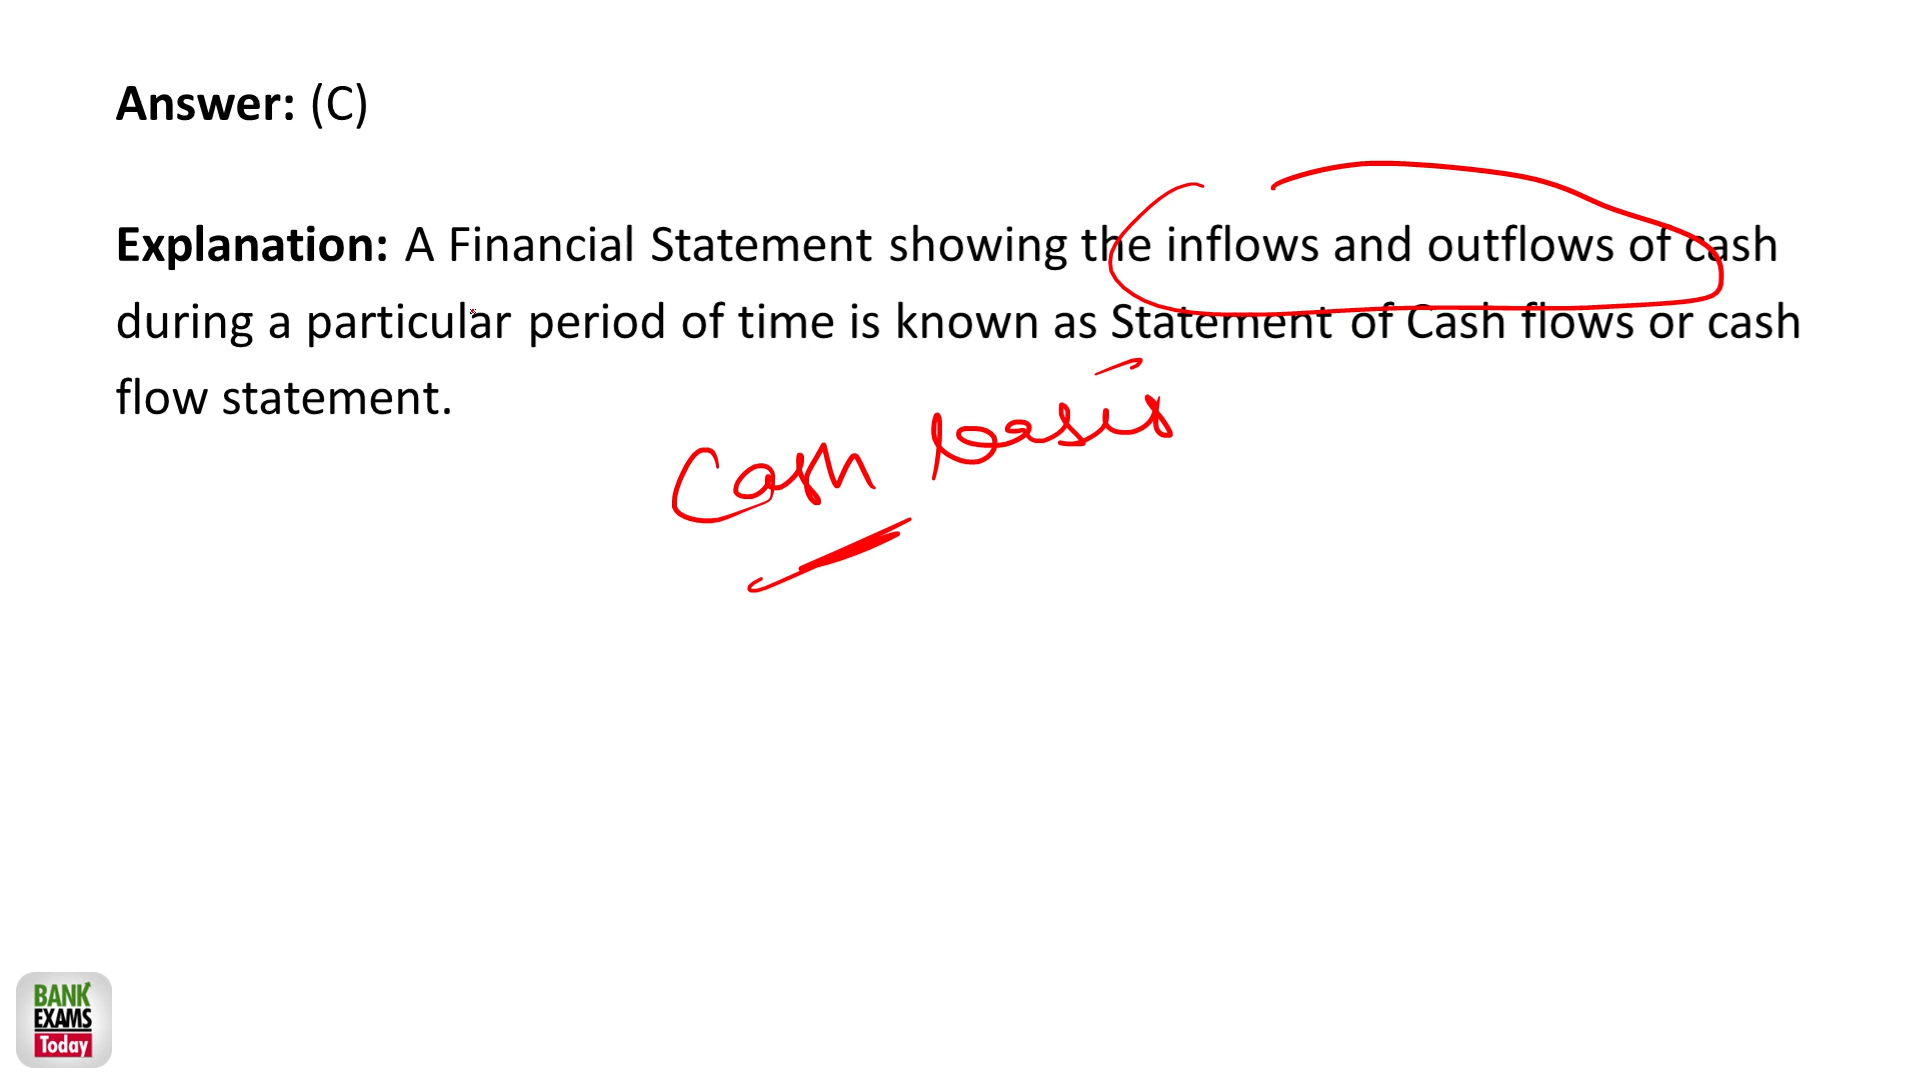 Answer: (C)
Explanation: A Financial Statement showing the inflows and outflows of cash
during a particular period of time is known as Statement of Cash flows or cash
flow statement.
Cash basis
BANK
EXAMS
Today